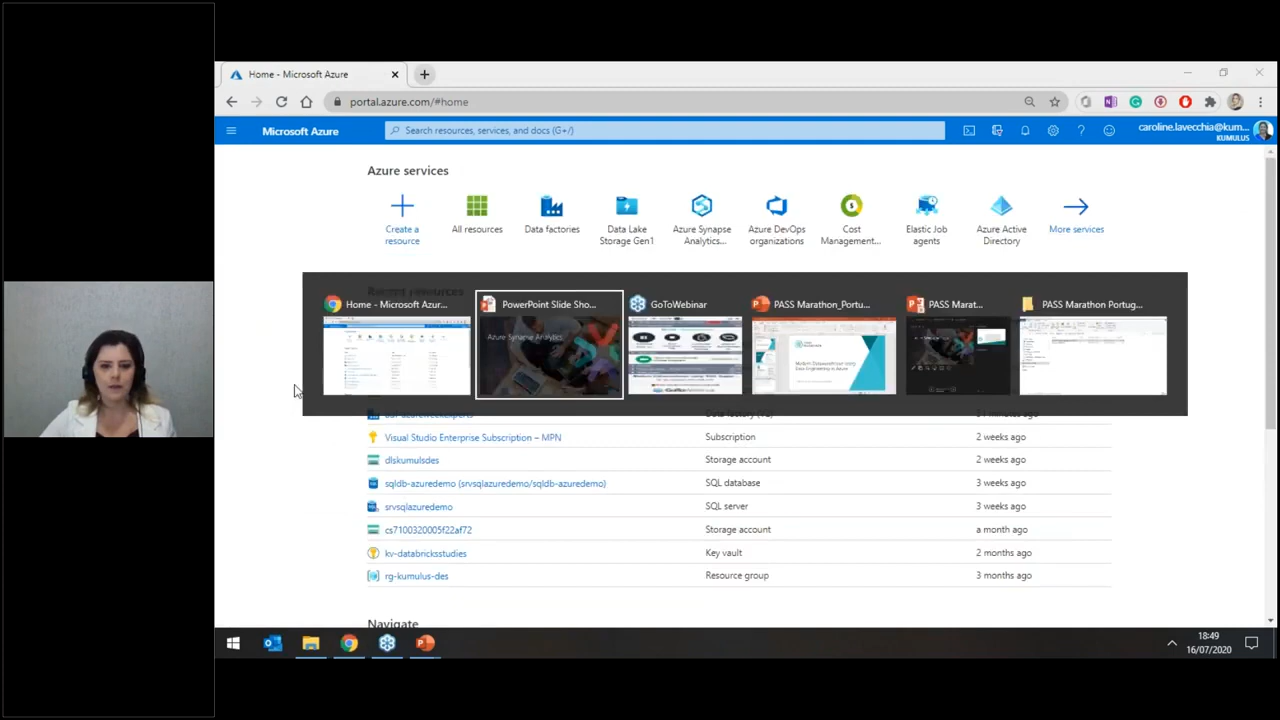 Home - Microsoft Azure
portal.azure.com/#home
Microsoft Azure
Search resources, services, and docs (G+/)
caroline.lavecchia@kum...
KUMULUS
Azure services
Create a
resource
All resources
Data factories
Data Lake
Storage Gen1
Azure Synapse
Analytics...
Azure DevOps
organizations
Cost
Management...
Elastic Job
agents
Azure Active
Directory
More services
Home - Microsoft Azur...
PowerPoint Slide Sho...
GoToWebinar
PASS Marathon_Portu...
PASS Marat...
PASS Marathon Portug...
Azure Synapse Analytics
Visual Studio Enterprise Subscription – MPN
Subscription
2 weeks ago
dlskumulsdes
Storage account
2 weeks ago
sqldb-azuredemo (srvsqlazuredemo/sqldb-azuredemo)
SQL database
3 weeks ago
srvsqlazuredemo
SQL server
3 weeks ago
cs7100320005f22af72
Storage account
a month ago
kv-databricksstudies
Key vault
2 months ago
rg-kumulus-des
Resource group
3 months ago
Navigate
18:49
16/07/2020